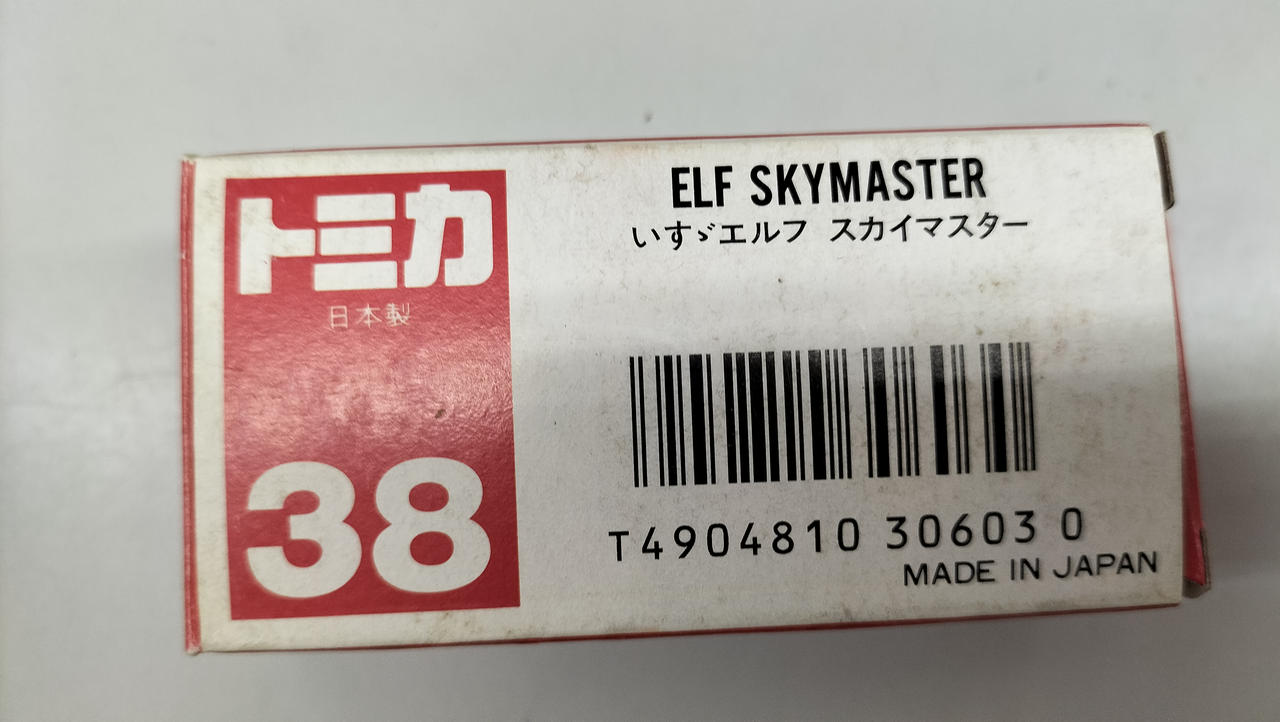 トミカ
日本製
38
ELF SKYMASTER
いすゞエルフ スカイマスター
T4904810 30603 0
MADE IN JAPAN